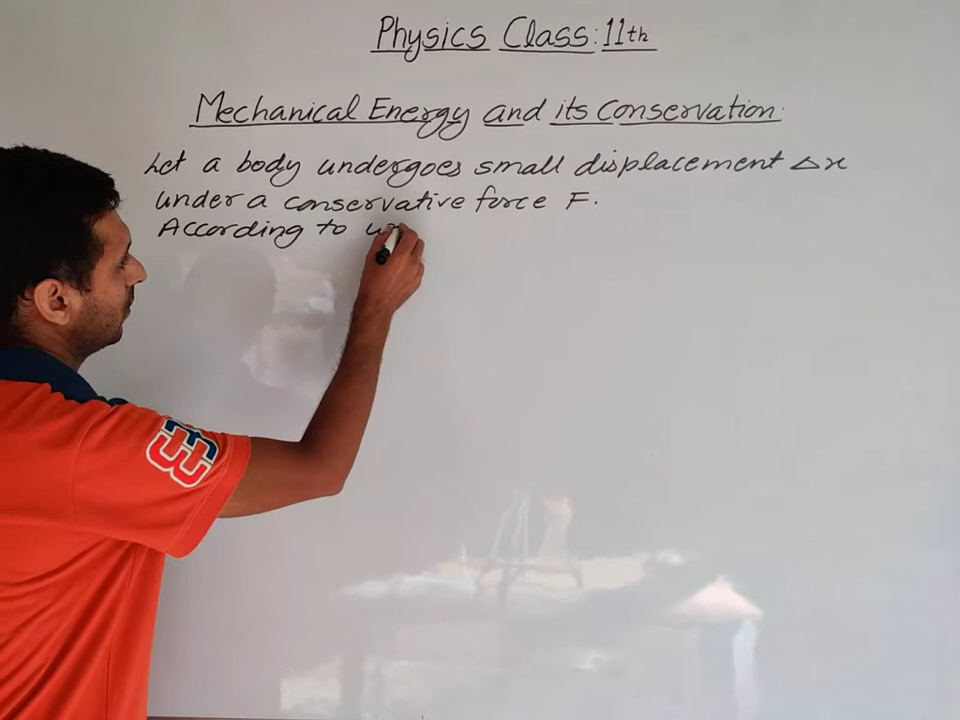 Physics Class: 11th
Mechanical Energy and its Conservation
Let a body undergoes small displacement Δx
under a conservative force F.
According to
33